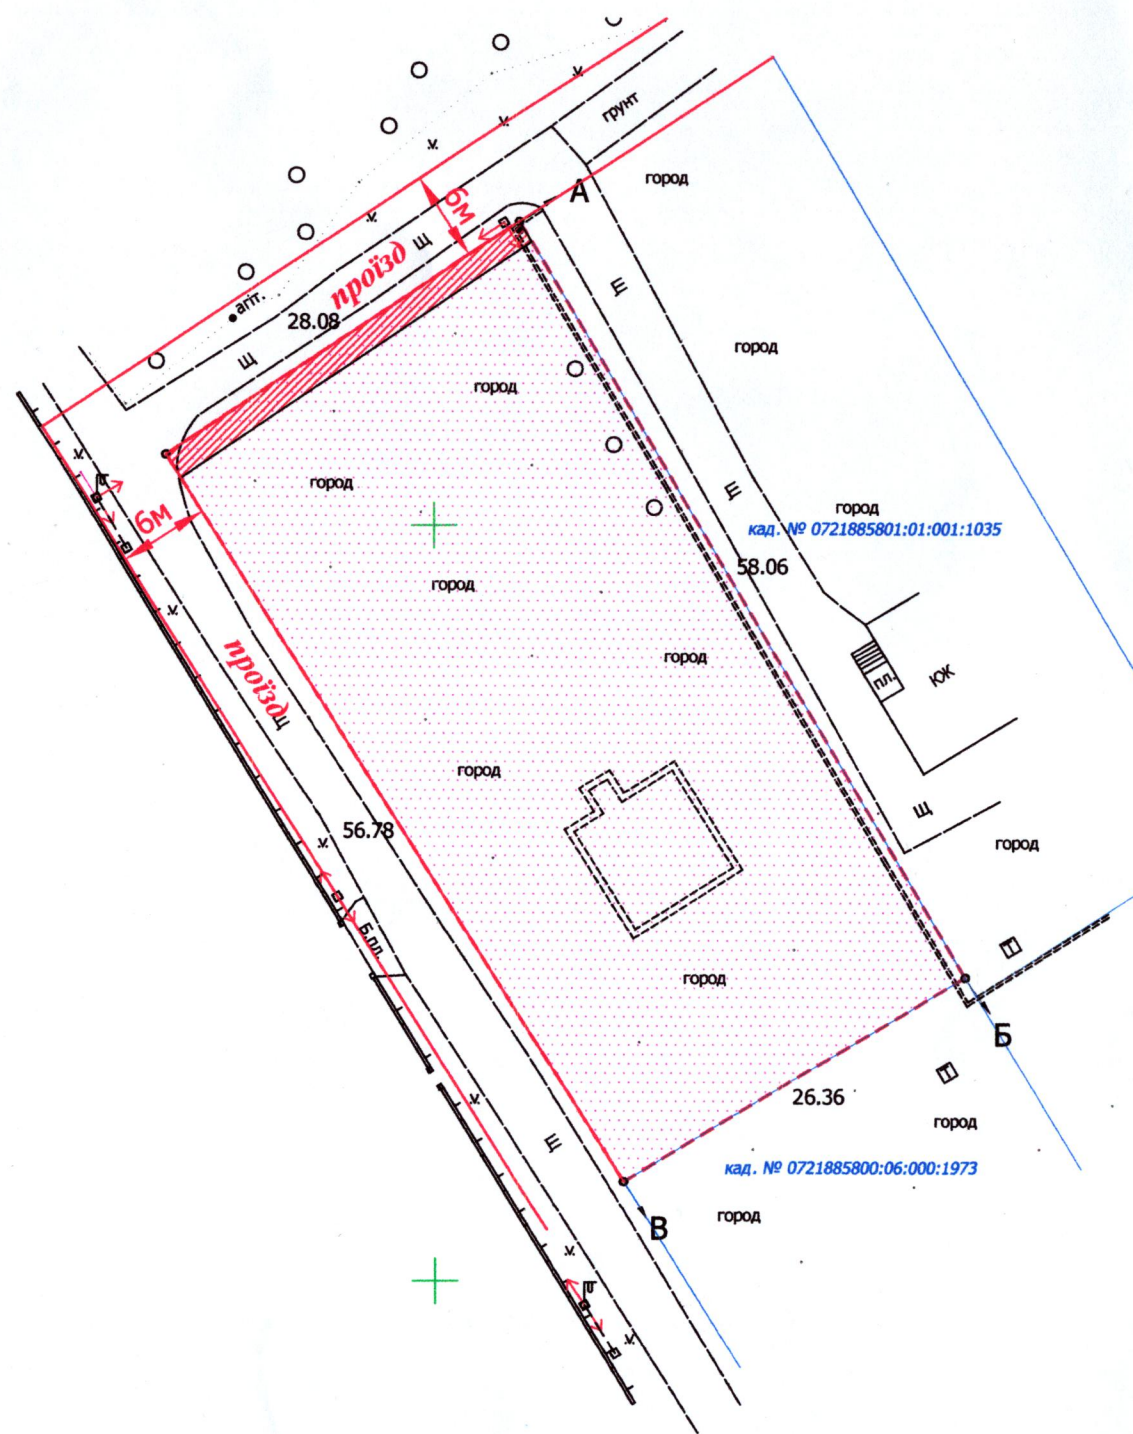 грунт
город
А
6м
Щ
проїзд
агіт.
28.08
Щ
Щ
город
город
город
Щ
город
кад. № 0721885801:01:001:1035
6м
58.06
город
город
проїзд
Щ
КЖ
город
Щ
56.78
город
Б.пл.
город
Б
26.36
город
Щ
кад. № 0721885800:06:000:1973
город
В